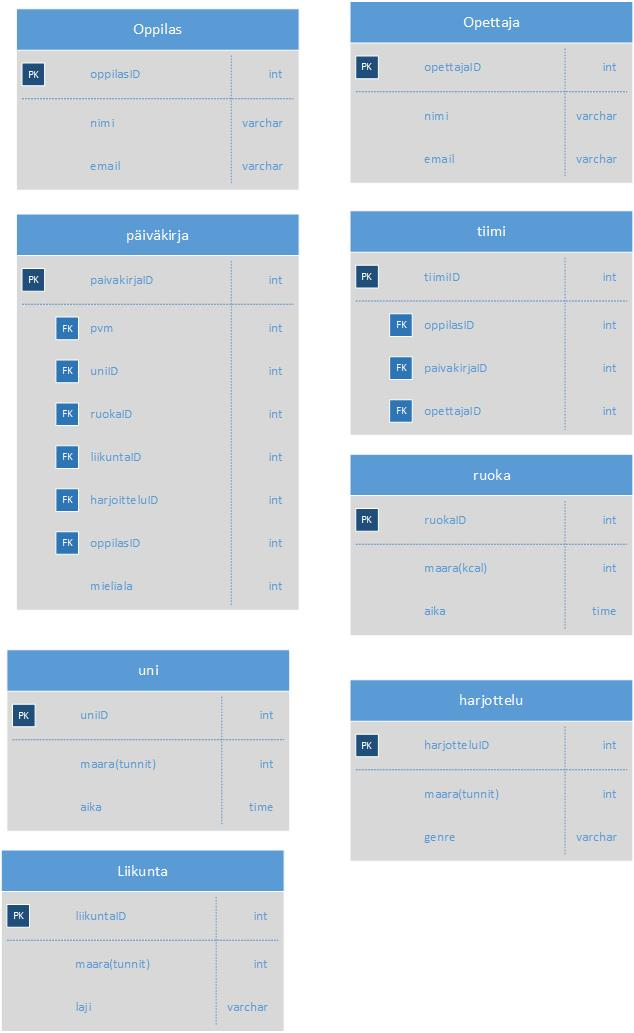 Oppilas
PK oppilasID int
nimi varchar
email varchar
Opettaja
PK opettajaID int
nimi varchar
email varchar
päiväkirja
PK paivakirjaID int
FK pvm int
FK uniID int
FK ruokaID int
FK liikuntaID int
FK harjoitteluID int
FK oppilasID int
mieliala int
tiimi
PK tiimiID int
FK oppilasID int
FK paivakirjaID int
FK opettajaID int
ruoka
PK ruokaID int
maara(kcal) int
aika time
uni
PK uniID int
maara(tunnit) int
aika time
harjottelu
PK harjotteluID int
maara(tunnit) int
genre varchar
Liikunta
PK liikuntaID int
maara(tunnit) int
laji varchar